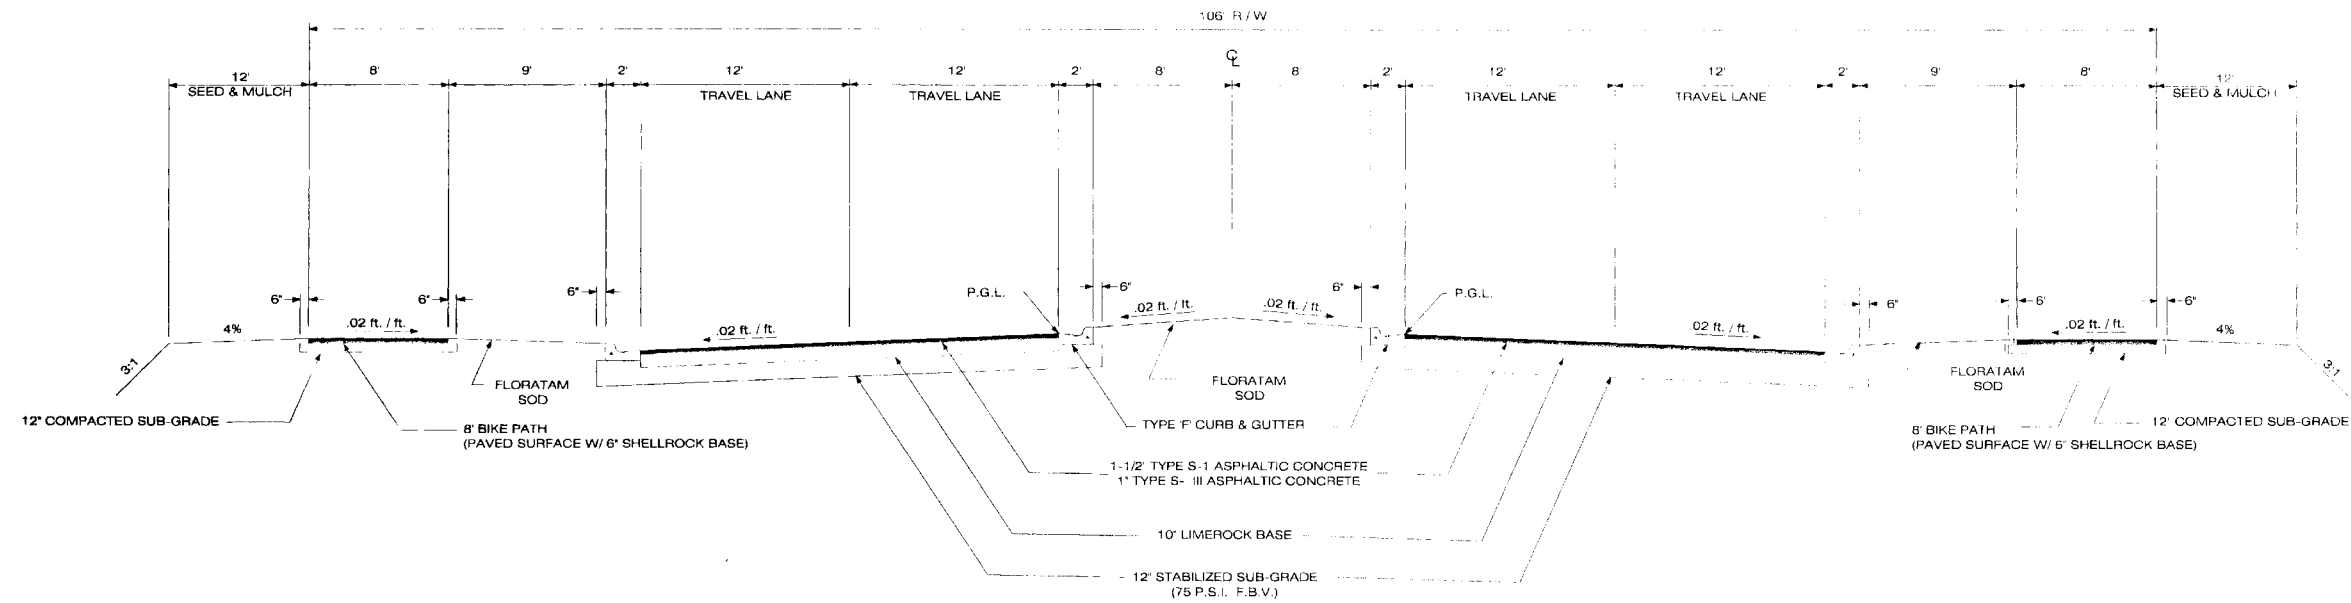 106' R/W
℄
12' 8' 9' 2' 12' 12' 2' 8' 8' 2' 12' 12' 2' 9' 8' 12'
SEED & MULCH TRAVEL LANE TRAVEL LANE TRAVEL LANE TRAVEL LANE SEED & MULCH
6" 6" 6" P.G.L. 6" 6" P.G.L. 6" 6' 6"
.02 ft. / ft. .02 ft. / ft.
4% .02 ft. / ft. .02 ft. / ft. .02 ft. / ft. .02 ft. / ft. 4%
3:1 3:1
FLORATAM
SOD
FLORATAM
SOD
FLORATAM
SOD
12" COMPACTED SUB-GRADE
8' BIKE PATH
(PAVED SURFACE W/ 6" SHELLROCK BASE)
TYPE 'F' CURB & GUTTER
8' BIKE PATH
(PAVED SURFACE W/ 6" SHELLROCK BASE)
12' COMPACTED SUB-GRADE
1-1/2' TYPE S-1 ASPHALTIC CONCRETE
1" TYPE S- III ASPHALTIC CONCRETE
10" LIMEROCK BASE
12" STABILIZED SUB-GRADE
(75 P.S.I. F.B.V.)